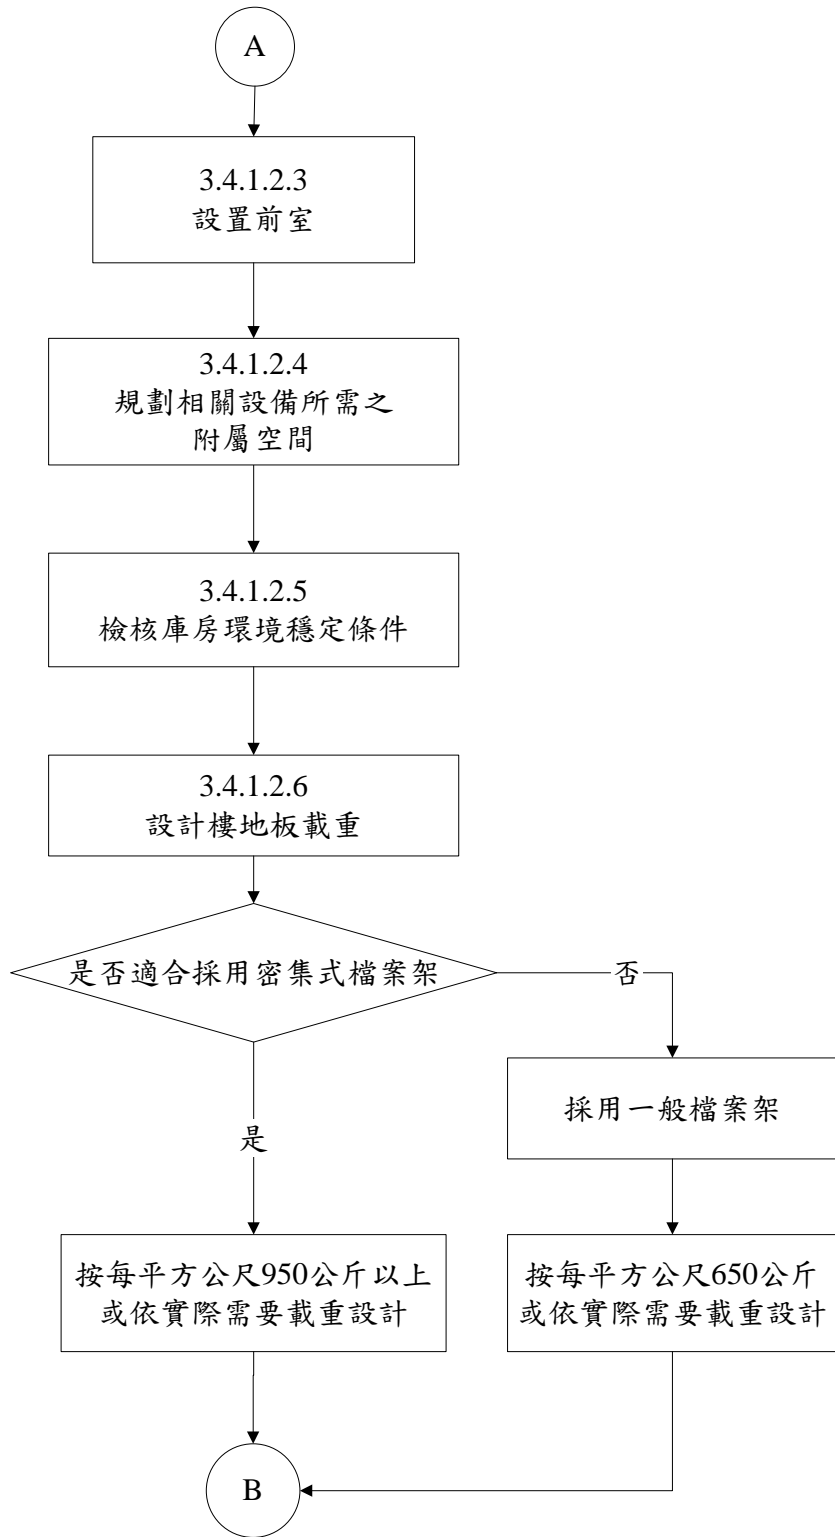 A
3.4.1.2.3
設置前室
3.4.1.2.4
規劃相關設備所需之
附屬空間
3.4.1.2.5
檢核庫房環境穩定條件
3.4.1.2.6
設計樓地板載重
是否適合採用密集式檔案架
否
採用一般檔案架
是
按每平方公尺950公斤以上
或依實際需要載重設計
按每平方公尺650公斤
或依實際需要載重設計
B